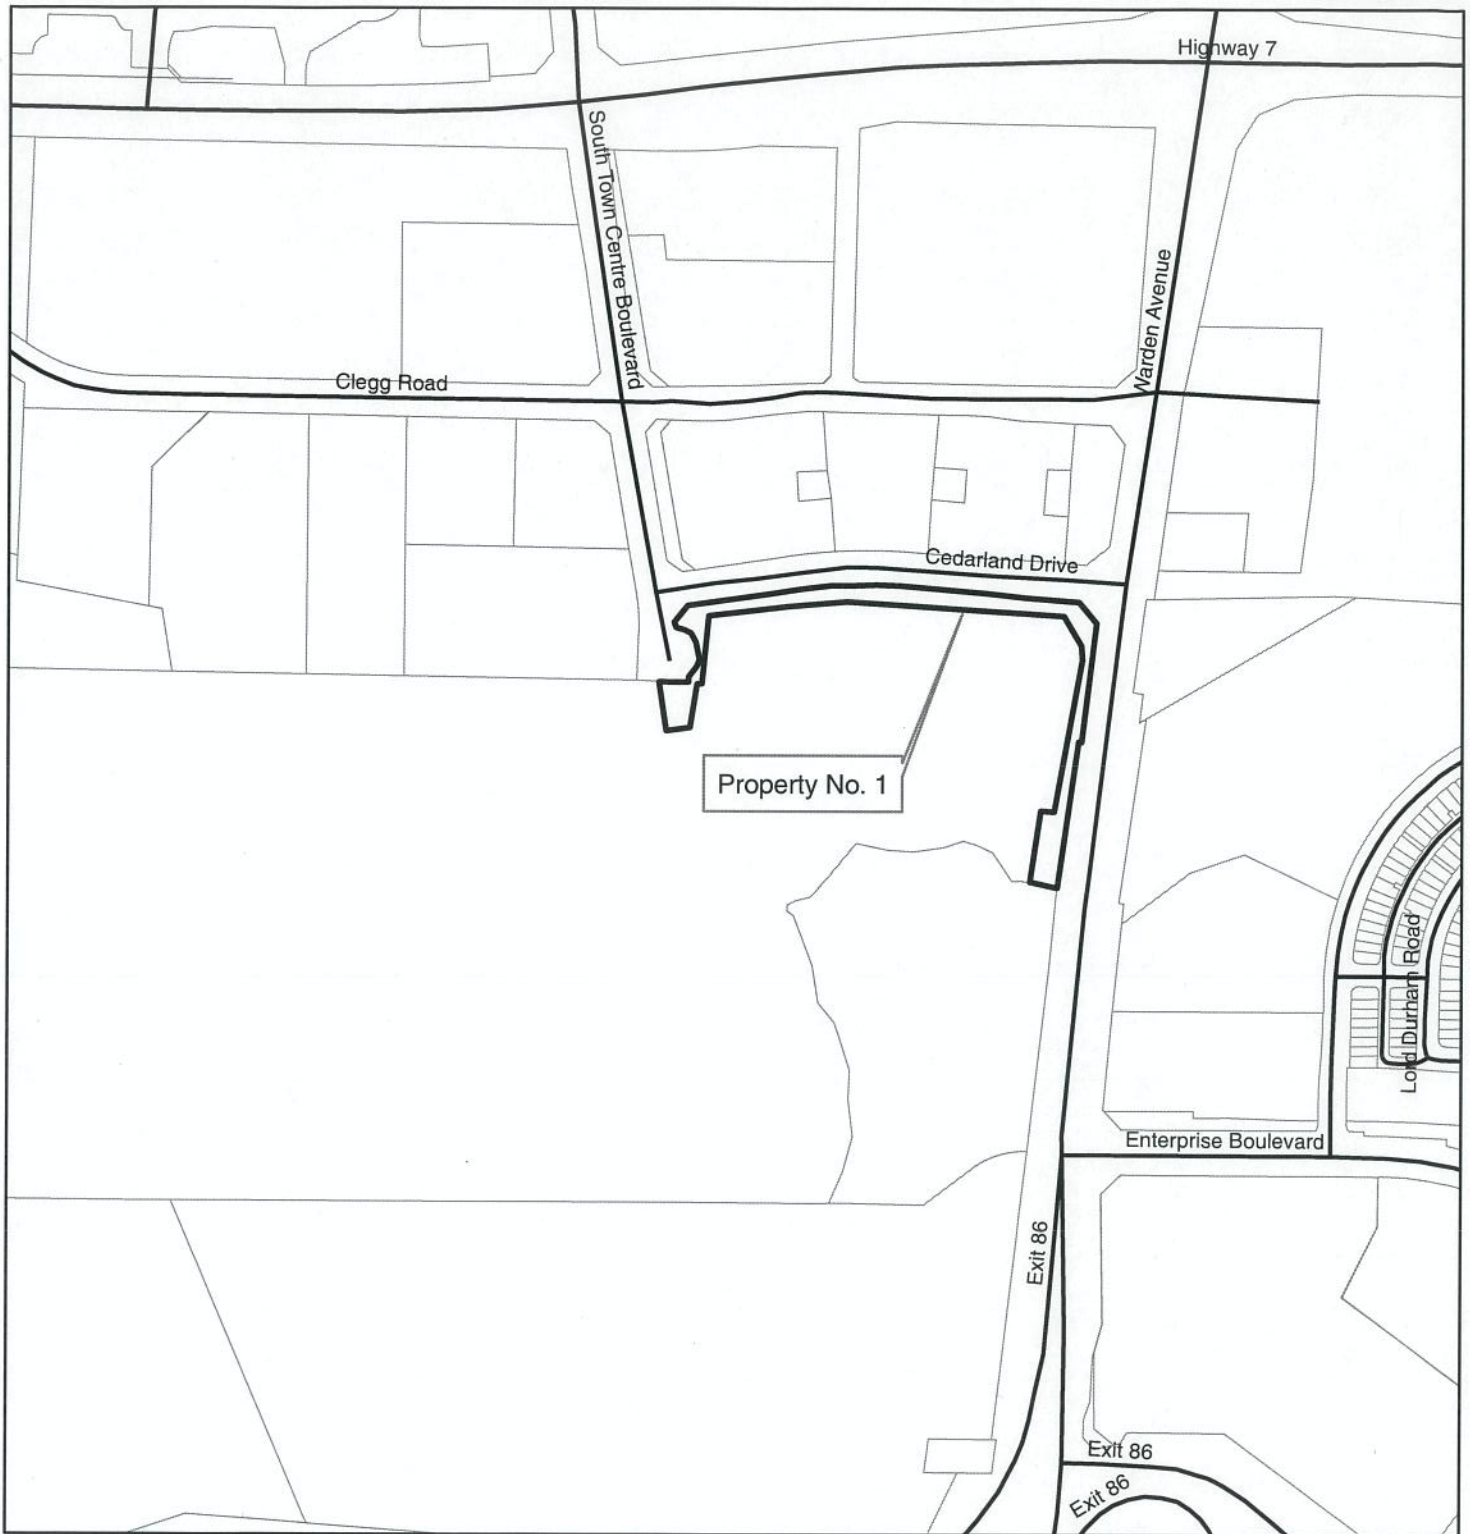 Highway 7
South Town Centre Boulevard
Warden Avenue
Clegg Road
Cedarland Drive
Property No. 1
Lord Durham Road
Enterprise Boulevard
Exit 86
Exit 86
Exit 86